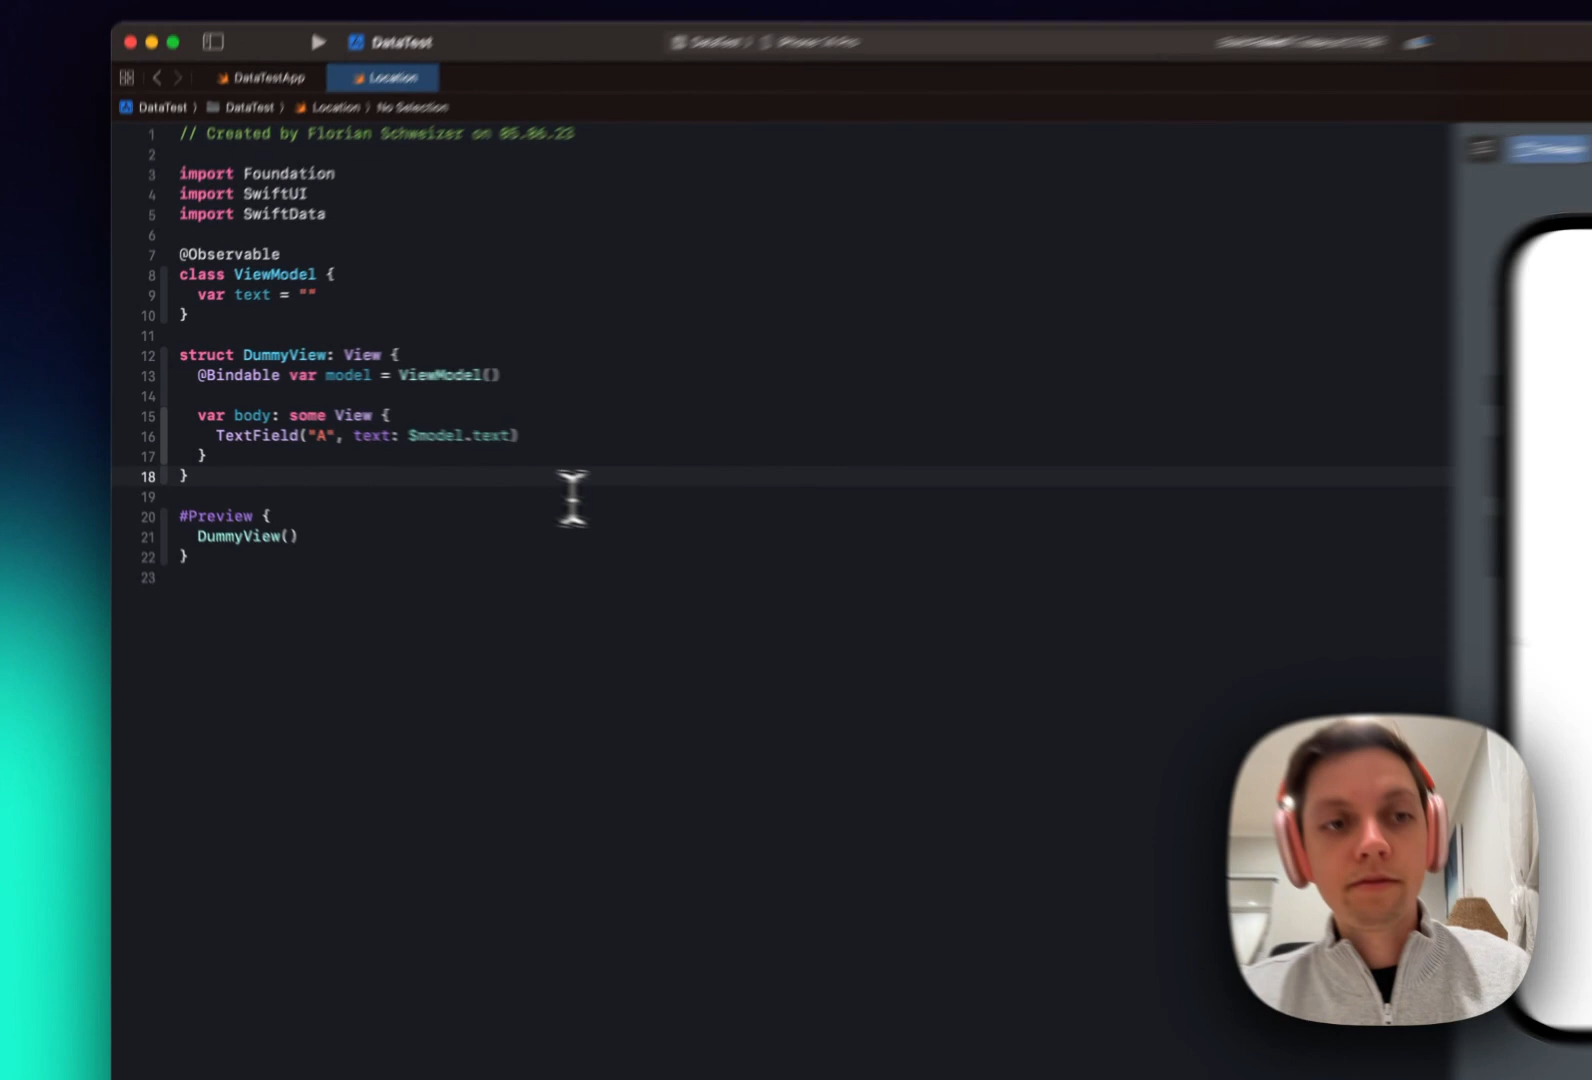 DataTest
DataTestApp
Location
DataTest
DataTest
Location
No Selection
1 // Created by Florian Schweizer on 05.06.23
2
3 import Foundation
4 import SwiftUI
5 import SwiftData
6
7 @Observable
8 class ViewModel {
9 var text = ""
10 }
11
12 struct DummyView: View {
13 @Bindable var model = ViewModel()
14
15 var body: some View {
16 TextField("A", text: $model.text)
17 }
18 }
19
20 #Preview {
21 DummyView()
22 }
23